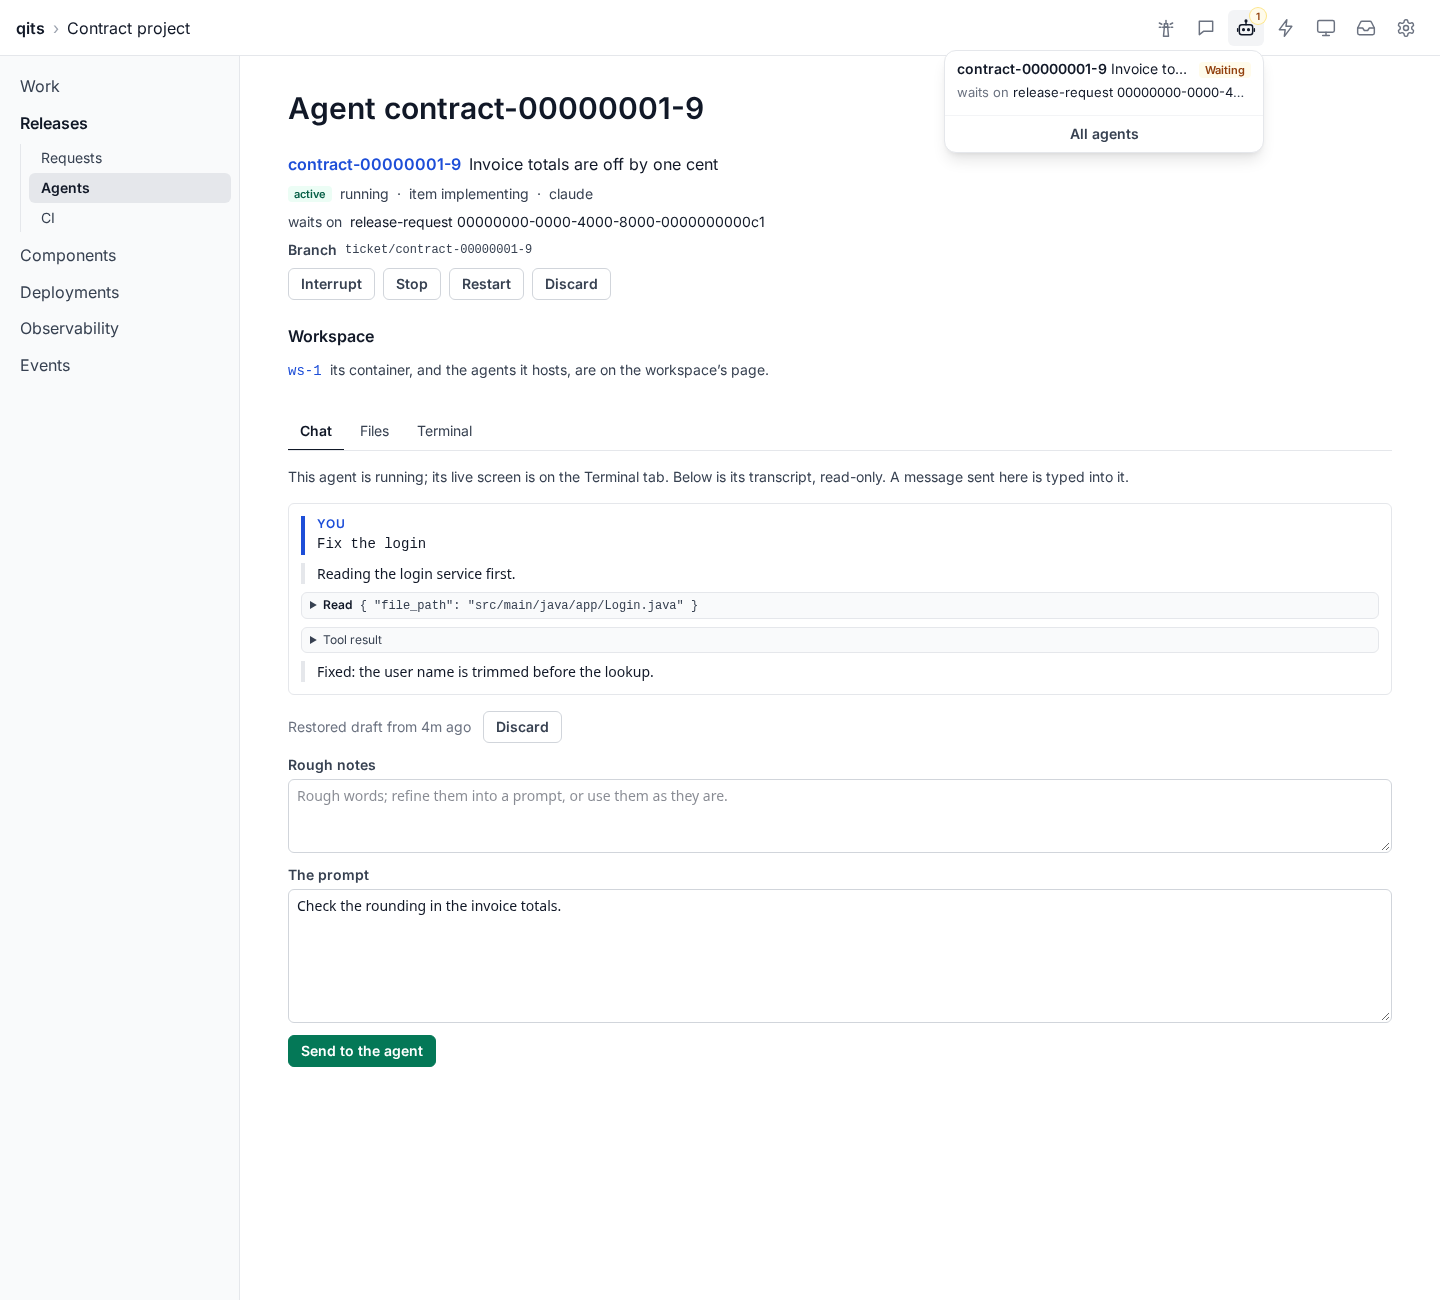 qits › Contract project
1
contract-00000001-9 Invoice to... Waiting
waits on release-request 00000000-0000-4...
All agents
Work
Releases
Requests
Agents
CI
Components
Deployments
Observability
Events
Agent contract-00000001-9
contract-00000001-9 Invoice totals are off by one cent
active running · item implementing · claude
waits on release-request 00000000-0000-4000-8000-0000000000c1
Branch ticket/contract-00000001-9
Interrupt Stop Restart Discard
Workspace
ws-1 its container, and the agents it hosts, are on the workspace’s page.
Chat Files Terminal
This agent is running; its live screen is on the Terminal tab. Below is its transcript, read-only. A message sent here is typed into it.
YOU
Fix the login
Reading the login service first.
Read { "file_path": "src/main/java/app/Login.java" }
Tool result
Fixed: the user name is trimmed before the lookup.
Restored draft from 4m ago Discard
Rough notes
Rough words; refine them into a prompt, or use them as they are.
The prompt
Check the rounding in the invoice totals.
Send to the agent